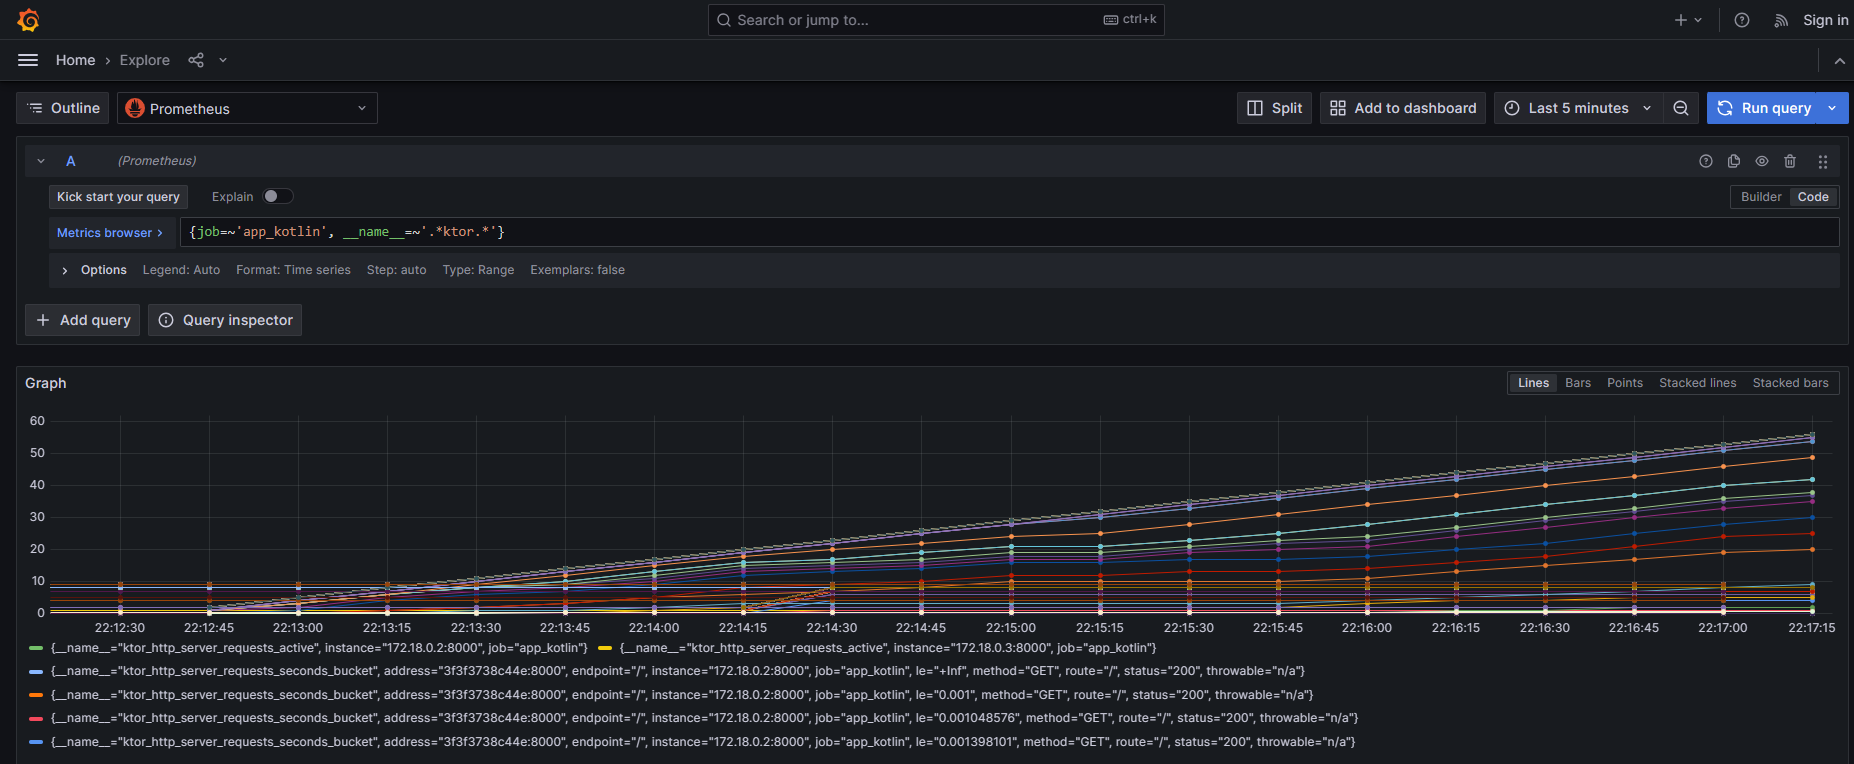 Search or jump to... ctrl+k Sign in
Home › Explore
Outline Prometheus Split Add to dashboard Last 5 minutes Run query
A (Prometheus)
Kick start your query Explain Builder Code
Metrics browser › {job=~'app_kotlin', __name__=~'.*ktor.*'}
Options Legend: Auto Format: Time series Step: auto Type: Range Exemplars: false
+ Add query Query inspector
Graph Lines Bars Points Stacked lines Stacked bars
60
50
40
30
20
10
0
22:12:30 22:12:45 22:13:00 22:13:15 22:13:30 22:13:45 22:14:00 22:14:15 22:14:30 22:14:45 22:15:00 22:15:15 22:15:30 22:15:45 22:16:00 22:16:15 22:16:30 22:16:45 22:17:00 22:17:15
{__name__="ktor_http_server_requests_active", instance="172.18.0.2:8000", job="app_kotlin"} {__name__="ktor_http_server_requests_active", instance="172.18.0.3:8000", job="app_kotlin"}
{__name__="ktor_http_server_requests_seconds_bucket", address="3f3f3738c44e:8000", endpoint="/", instance="172.18.0.2:8000", job="app_kotlin", le="+Inf", method="GET", route="/", status="200", throwable="n/a"}
{__name__="ktor_http_server_requests_seconds_bucket", address="3f3f3738c44e:8000", endpoint="/", instance="172.18.0.2:8000", job="app_kotlin", le="0.001", method="GET", route="/", status="200", throwable="n/a"}
{__name__="ktor_http_server_requests_seconds_bucket", address="3f3f3738c44e:8000", endpoint="/", instance="172.18.0.2:8000", job="app_kotlin", le="0.001048576", method="GET", route="/", status="200", throwable="n/a"}
{__name__="ktor_http_server_requests_seconds_bucket", address="3f3f3738c44e:8000", endpoint="/", instance="172.18.0.2:8000", job="app_kotlin", le="0.001398101", method="GET", route="/", status="200", throwable="n/a"}